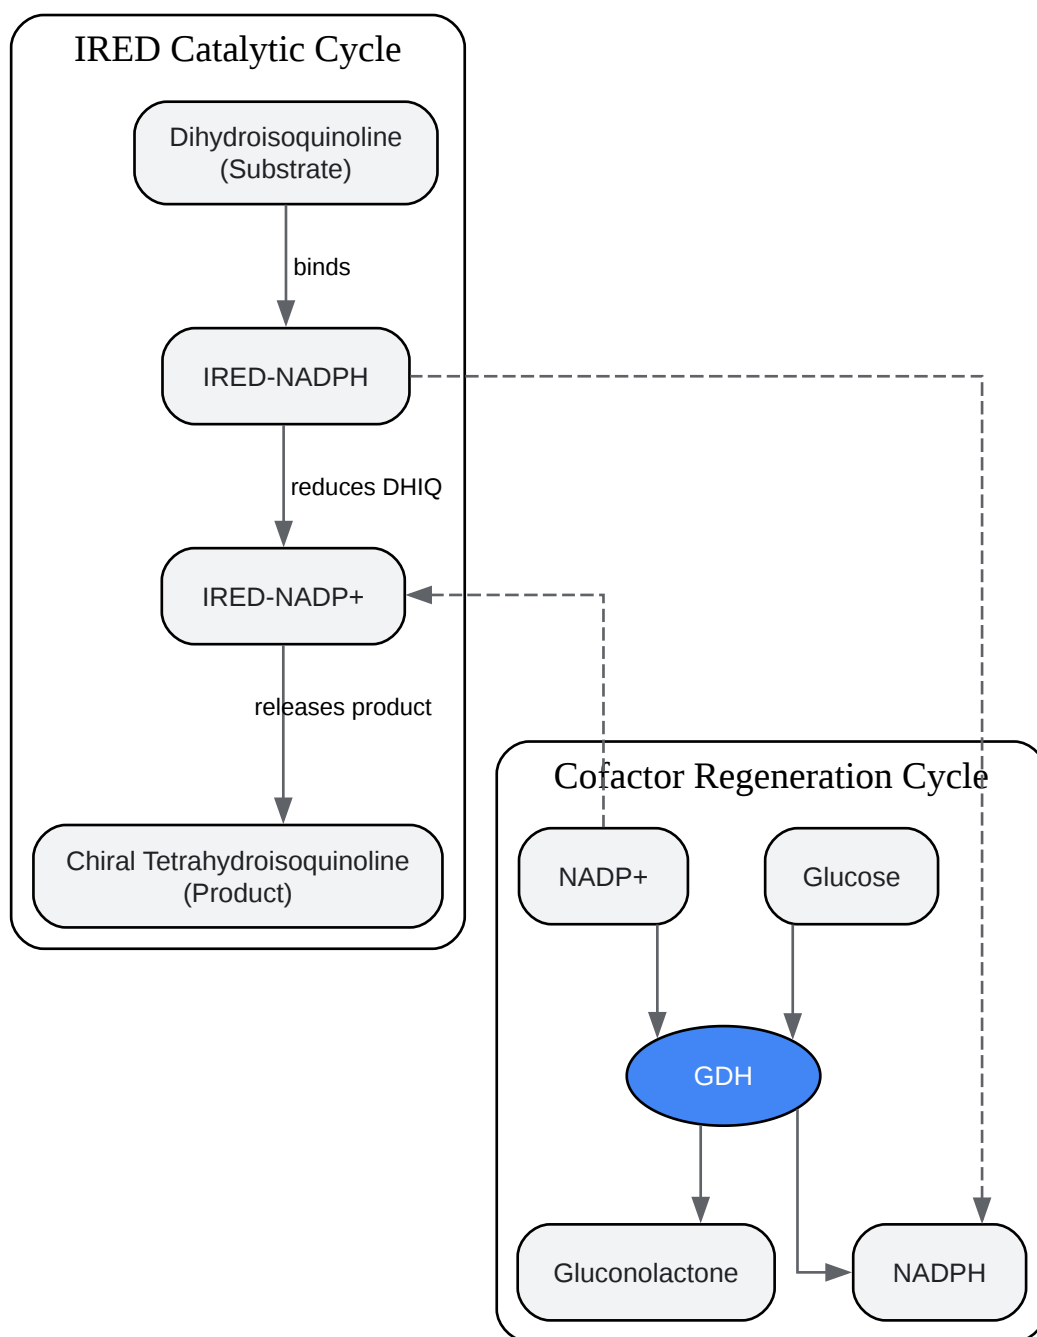 IRED Catalytic Cycle
Dihydroisoquinoline
(Substrate)
binds
IRED-NADPH
reduces DHIQ
IRED-NADP+
releases product
Chiral Tetrahydroisoquinoline
(Product)
Cofactor Regeneration Cycle
NADP+
Glucose
GDH
Gluconolactone
NADPH